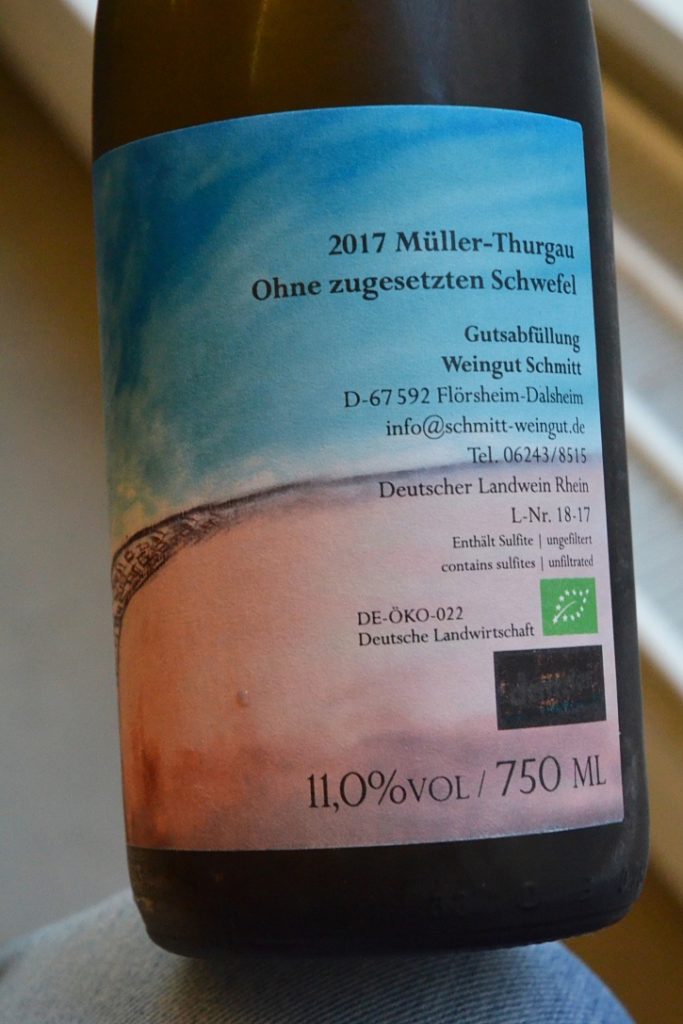 2017 Müller-Thurgau
Ohne zugesetzten Schwefel
Gutsabfüllung
Weingut Schmitt
D-67 592 Flörsheim-Dalsheim
info@schmitt-weingut.de
Tel. 06243/8515
Deutscher Landwein Rhein
L-Nr. 18-17
Enthält Sulfite | ungefiltert
contains sulfites | unfiltrated
DE-ÖKO-022
Deutsche Landwirtschaft
11,0%VOL / 750 ML